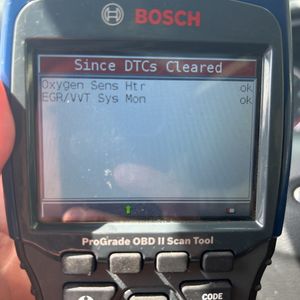 BOSCH
Since DTCs Cleared
Oxygen Sens Htr ok
EGR/VVT Sys Mon ok
ProGrade OBD II Scan Tool
CODE